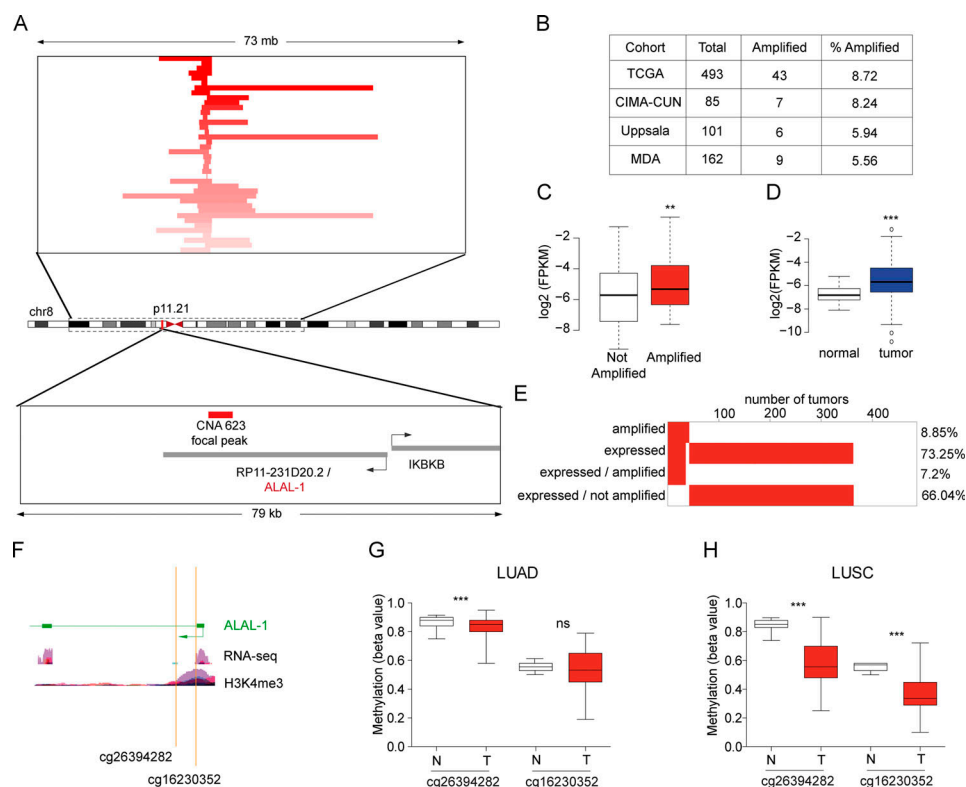 A
73 mb
chr8
p11.21
CNA 623
focal peak
RP11-231D20.2 /
ALAL-1
IKBKB
79 kb
B
Cohort Total Amplified % Amplified
TCGA 493 43 8.72
CIMA-CUN 85 7 8.24
Uppsala 101 6 5.94
MDA 162 9 5.56
C
**
log2 (FPKM)
−2
−4
−6
−8
Not
Amplified
Amplified
D
***
log2(FPKM)
−2
−4
−6
−8
−10
normal tumor
E
number of tumors
100 200 300 400
amplified 8.85%
expressed 73.25%
expressed / amplified 7.2%
expressed / not amplified 66.04%
F
ALAL-1
RNA-seq
H3K4me3
cg26394282
cg16230352
G
LUAD
Methylation (beta value)
1.0
0.8
0.6
0.4
0.2
0.0
***
ns
N T N T
cg26394282 cg16230352
H
LUSC
Methylation (beta value)
1.0
0.8
0.6
0.4
0.2
0.0
***
***
N T N T
cg26394282 cg16230352